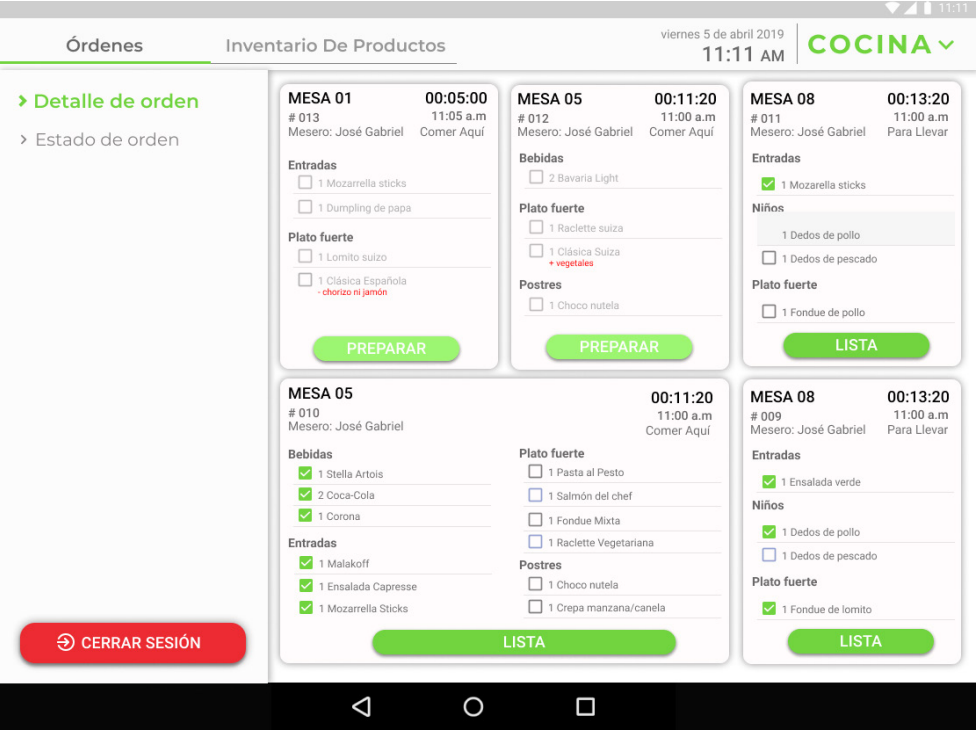 11:11
Órdenes
Inventario De Productos
viernes 5 de abril 2019
11:11 AM
COCINA
Detalle de orden
Estado de orden
CERRAR SESIÓN
MESA 01 00:05:00
# 013 11:05 a.m
Mesero: José Gabriel Comer Aquí
Entradas
1 Mozarrella sticks
1 Dumpling de papa
Plato fuerte
1 Lomito suizo
1 Clásica Española
- chorizo ni jamón
PREPARAR
MESA 05 00:11:20
# 012 11:00 a.m
Mesero: José Gabriel Comer Aquí
Bebidas
2 Bavaria Light
Plato fuerte
1 Raclette suiza
1 Clásica Suiza
+ vegetales
Postres
1 Choco nutela
PREPARAR
MESA 08 00:13:20
# 011 11:00 a.m
Mesero: José Gabriel Para Llevar
Entradas
1 Mozarella sticks
Niños
1 Dedos de pollo
1 Dedos de pescado
Plato fuerte
1 Fondue de pollo
LISTA
MESA 05 00:11:20
# 010 11:00 a.m
Mesero: José Gabriel Comer Aquí
Bebidas
1 Stella Artois
2 Coca-Cola
1 Corona
Entradas
1 Malakoff
1 Ensalada Capresse
1 Mozarrella Sticks
Plato fuerte
1 Pasta al Pesto
1 Salmón del chef
1 Fondue Mixta
1 Raclette Vegetariana
Postres
1 Choco nutela
1 Crepa manzana/canela
LISTA
MESA 08 00:13:20
# 009 11:00 a.m
Mesero: José Gabriel Para Llevar
Entradas
1 Ensalada verde
Niños
1 Dedos de pollo
1 Dedos de pescado
Plato fuerte
1 Fondue de lomito
LISTA